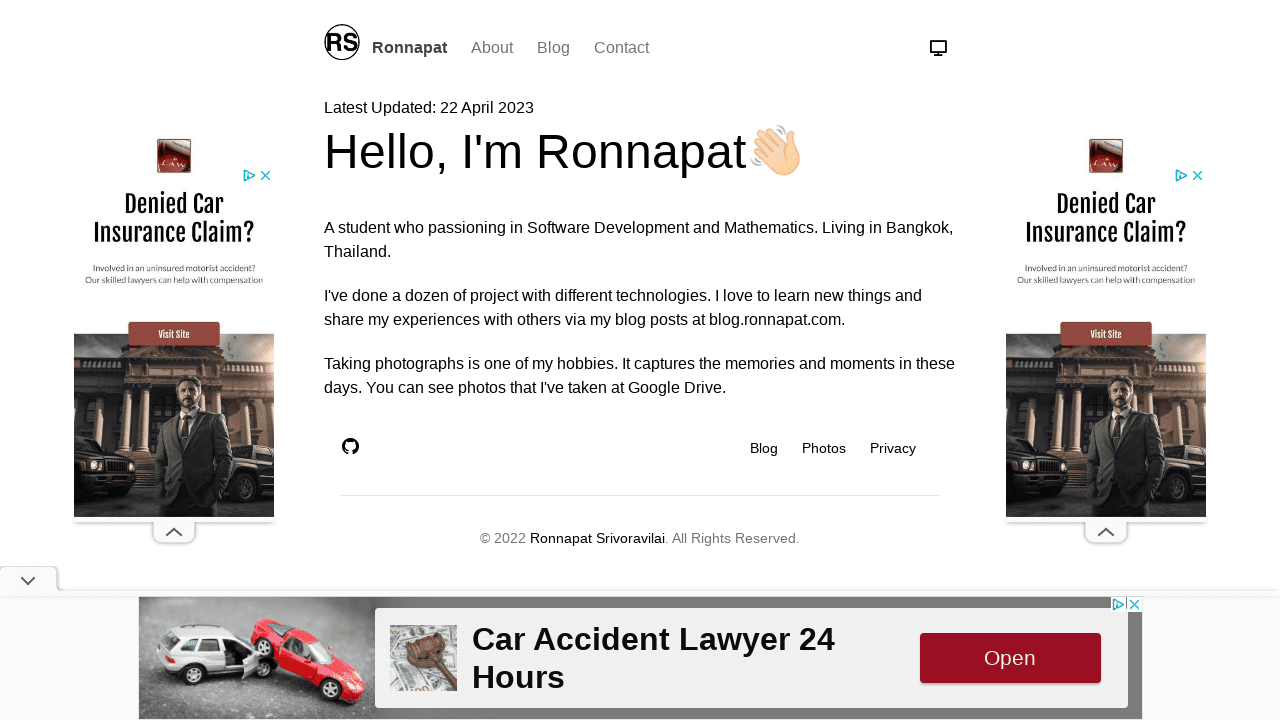 RS Ronnapat About Blog Contact
Latest Updated: 22 April 2023
Hello, I'm Ronnapat
A student who passioning in Software Development and Mathematics. Living in Bangkok,
Thailand.
I've done a dozen of project with different technologies. I love to learn new things and
share my experiences with others via my blog posts at blog.ronnapat.com.
Taking photographs is one of my hobbies. It captures the memories and moments in these
days. You can see photos that I've taken at Google Drive.
Blog Photos Privacy
© 2022 Ronnapat Srivoravilai. All Rights Reserved.
LAW
Denied Car
Insurance Claim?
Involved in an uninsured motorist accident?
Our skilled lawyers can help with compensation
Visit Site
LAW
Denied Car
Insurance Claim?
Involved in an uninsured motorist accident?
Our skilled lawyers can help with compensation
Visit Site
Car Accident Lawyer 24
Hours
Open